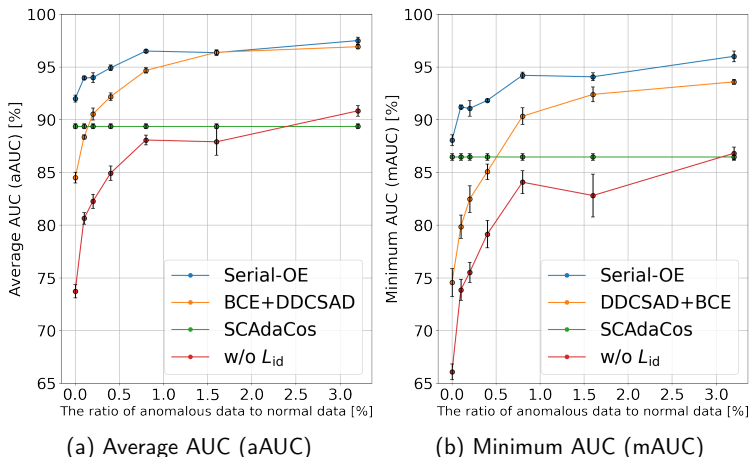 100
95
90
85
80
75
70
65
Average AUC (aAUC) [%]
Serial-OE
BCE+DDCSAD
SCAdaCos
w/o L_id
0.0 0.5 1.0 1.5 2.0 2.5 3.0
The ratio of anomalous data to normal data [%]
(a) Average AUC (aAUC)
100
95
90
85
80
75
70
65
Minimum AUC (mAUC) [%]
Serial-OE
DDCSAD+BCE
SCAdaCos
w/o L_id
0.0 0.5 1.0 1.5 2.0 2.5 3.0
The ratio of anomalous data to normal data [%]
(b) Minimum AUC (mAUC)